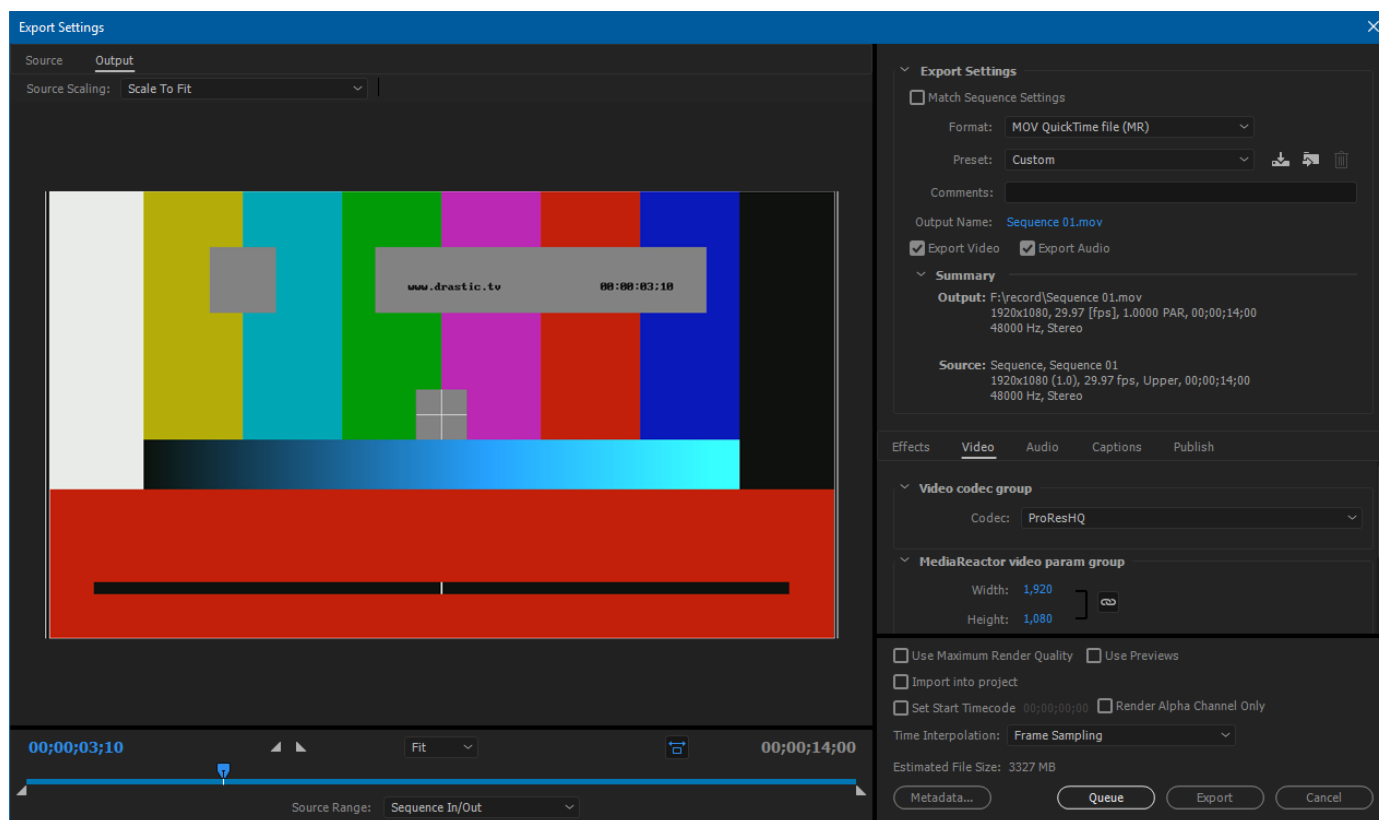 Export Settings
Source Output
Source Scaling: Scale To Fit
www.drastic.tv 00:00:03;10
00;00;03;10 Fit 00;00;14;00
Source Range: Sequence In/Out
Export Settings
Match Sequence Settings
Format: MOV QuickTime file (MR)
Preset: Custom
Comments:
Output Name: Sequence 01.mov
Export Video Export Audio
Summary
Output: F:\record\Sequence 01.mov
1920x1080, 29.97 [fps], 1.0000 PAR, 00;00;14;00
48000 Hz, Stereo
Source: Sequence, Sequence 01
1920x1080 (1.0), 29.97 fps, Upper, 00;00;14;00
48000 Hz, Stereo
Effects Video Audio Captions Publish
Video codec group
Codec: ProResHQ
MediaReactor video param group
Width: 1,920
Height: 1,080
Use Maximum Render Quality Use Previews
Import into project
Set Start Timecode 00;00;00;00 Render Alpha Channel Only
Time Interpolation: Frame Sampling
Estimated File Size: 3327 MB
Metadata... Queue Export Cancel